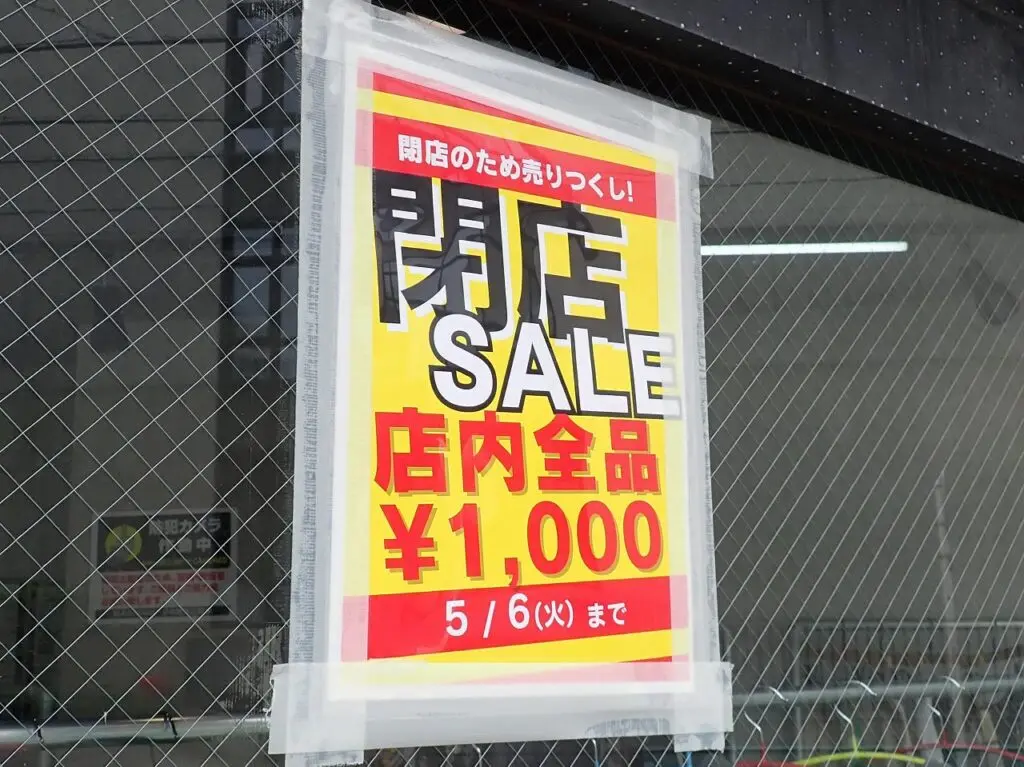 閉店のため売りつくし!
閉店
SALE
店内全品
¥1,000
5/6(火)まで
防犯カメラ
作動中